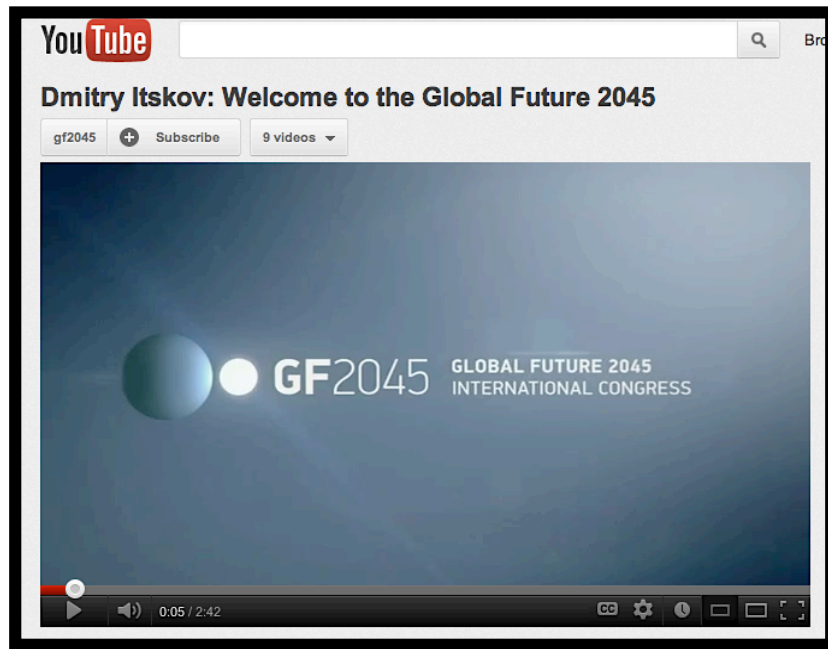 YouTube
Bro
Dmitry Itskov: Welcome to the Global Future 2045
gf2045 Subscribe 9 videos
GF2045 GLOBAL FUTURE 2045
INTERNATIONAL CONGRESS
0:05 / 2:42 CC